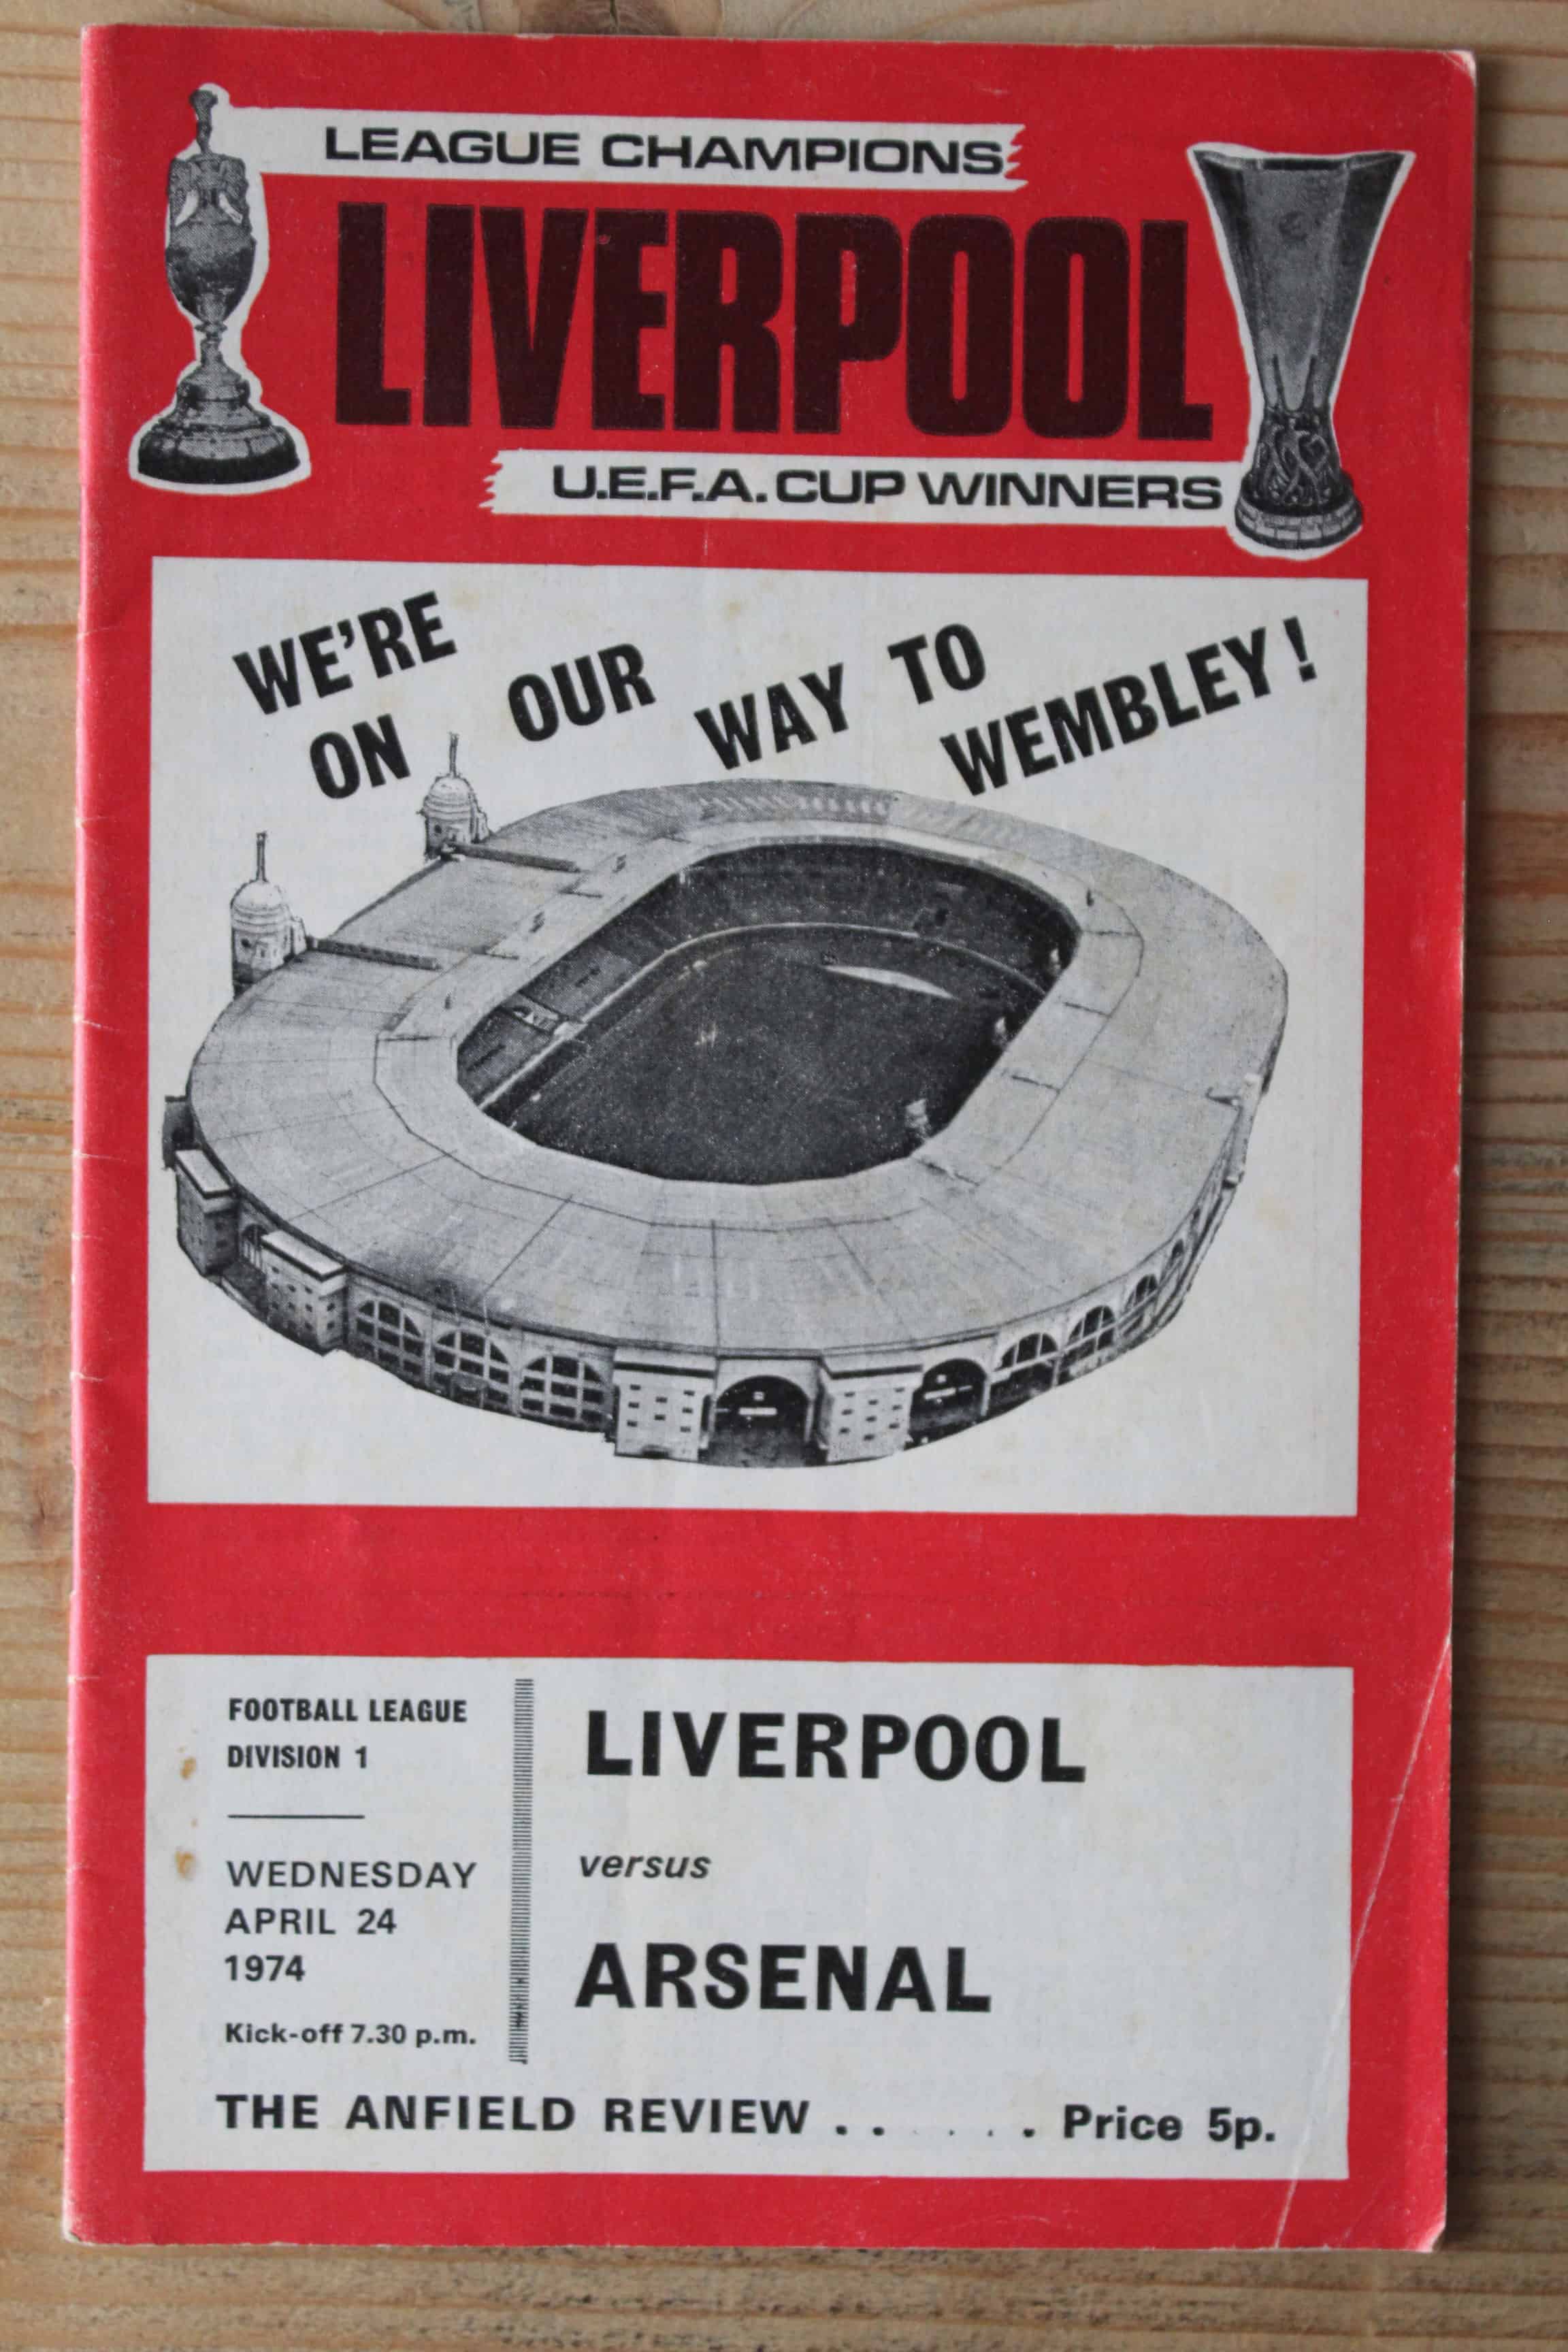 LEAGUE CHAMPIONS
LIVERPOOL
U.E.F.A. CUP WINNERS
WE'RE
ON
OUR
WAY
TO
WEMBLEY!
FOOTBALL LEAGUE
DIVISION 1
WEDNESDAY
APRIL 24
1974
Kick-off 7.30 p.m.
LIVERPOOL
versus
ARSENAL
THE ANFIELD REVIEW . . . . . . Price 5p.